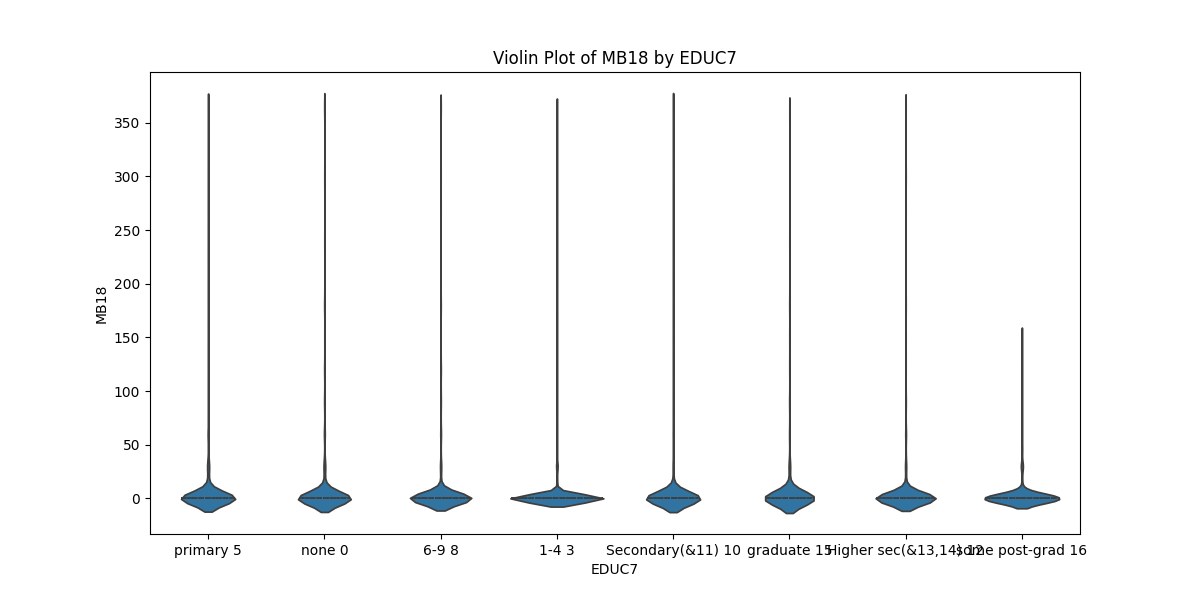 Violin Plot of MB18 by EDUC7
MB18
350
300
250
200
150
100
50
0
primary 5 none 0 6-9 8 1-4 3 Secondary(&11) 10 graduate 15 Higher sec(&13,14) 12 some post-grad 16
EDUC7